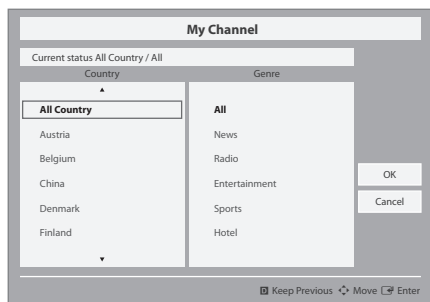 My Channel
Current status All Country / All
Country Genre
All Country All
Austria News
Belgium Radio
China Entertainment
Denmark Sports
Finland Hotel
OK
Cancel
Keep Previous Move Enter